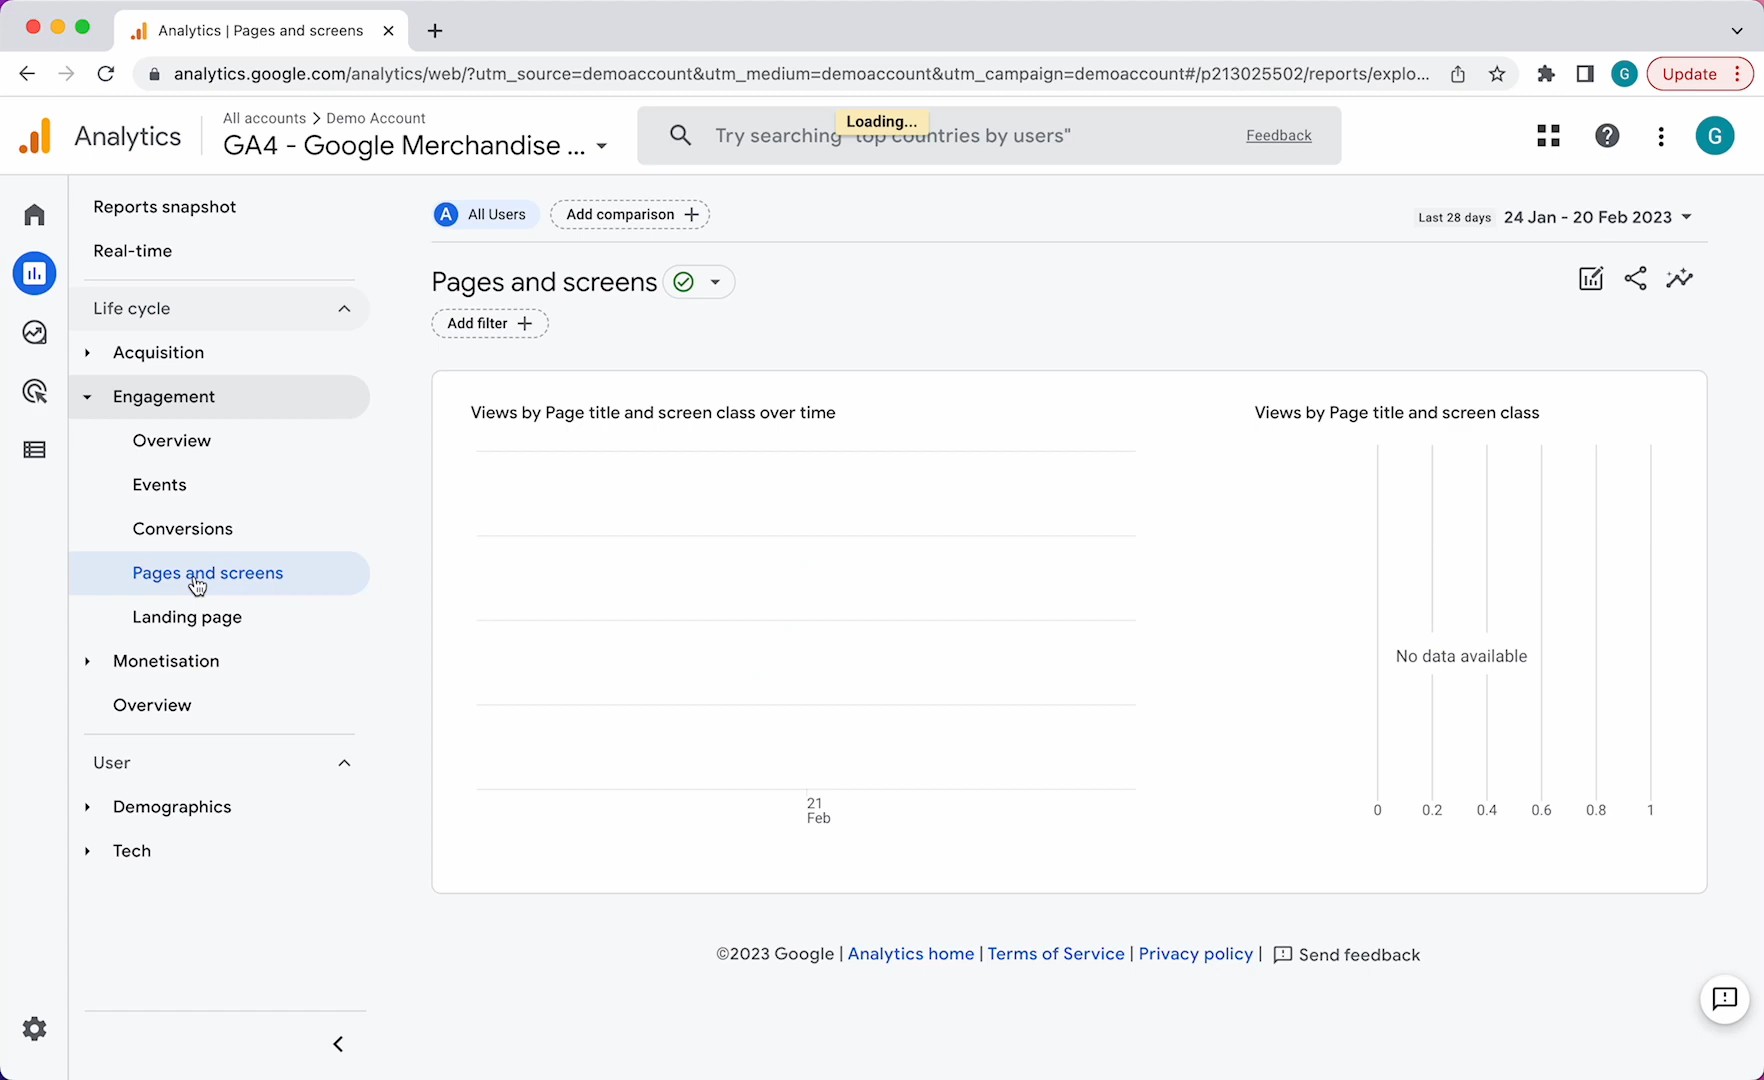 Analytics | Pages and screens
analytics.google.com/analytics/web/?utm_source=demoaccount&utm_medium=demoaccount&utm_campaign=demoaccount#/p213025502/reports/explo...
G
Update
Analytics
All accounts > Demo Account
GA4 - Google Merchandise ...
Try searching "top countries by users"
Loading...
Feedback
G
Reports snapshot
Real-time
Life cycle
Acquisition
Engagement
Overview
Events
Conversions
Pages and screens
Landing page
Monetisation
Overview
User
Demographics
Tech
A All Users
Add comparison +
Last 28 days 24 Jan - 20 Feb 2023
Pages and screens
Add filter +
Views by Page title and screen class over time
21
Feb
Views by Page title and screen class
No data available
0 0.2 0.4 0.6 0.8 1
©2023 Google | Analytics home | Terms of Service | Privacy policy | Send feedback